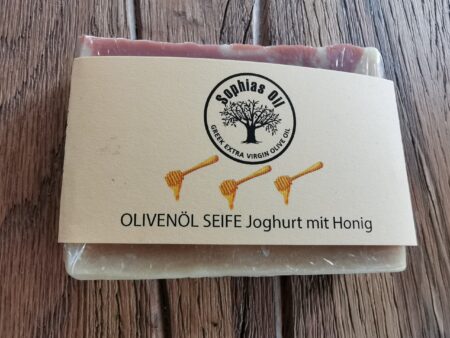 Sophias Oil
GREEK EXTRA VIRGIN OLIVE OIL
OLIVENÖL SEIFE Joghurt mit Honig